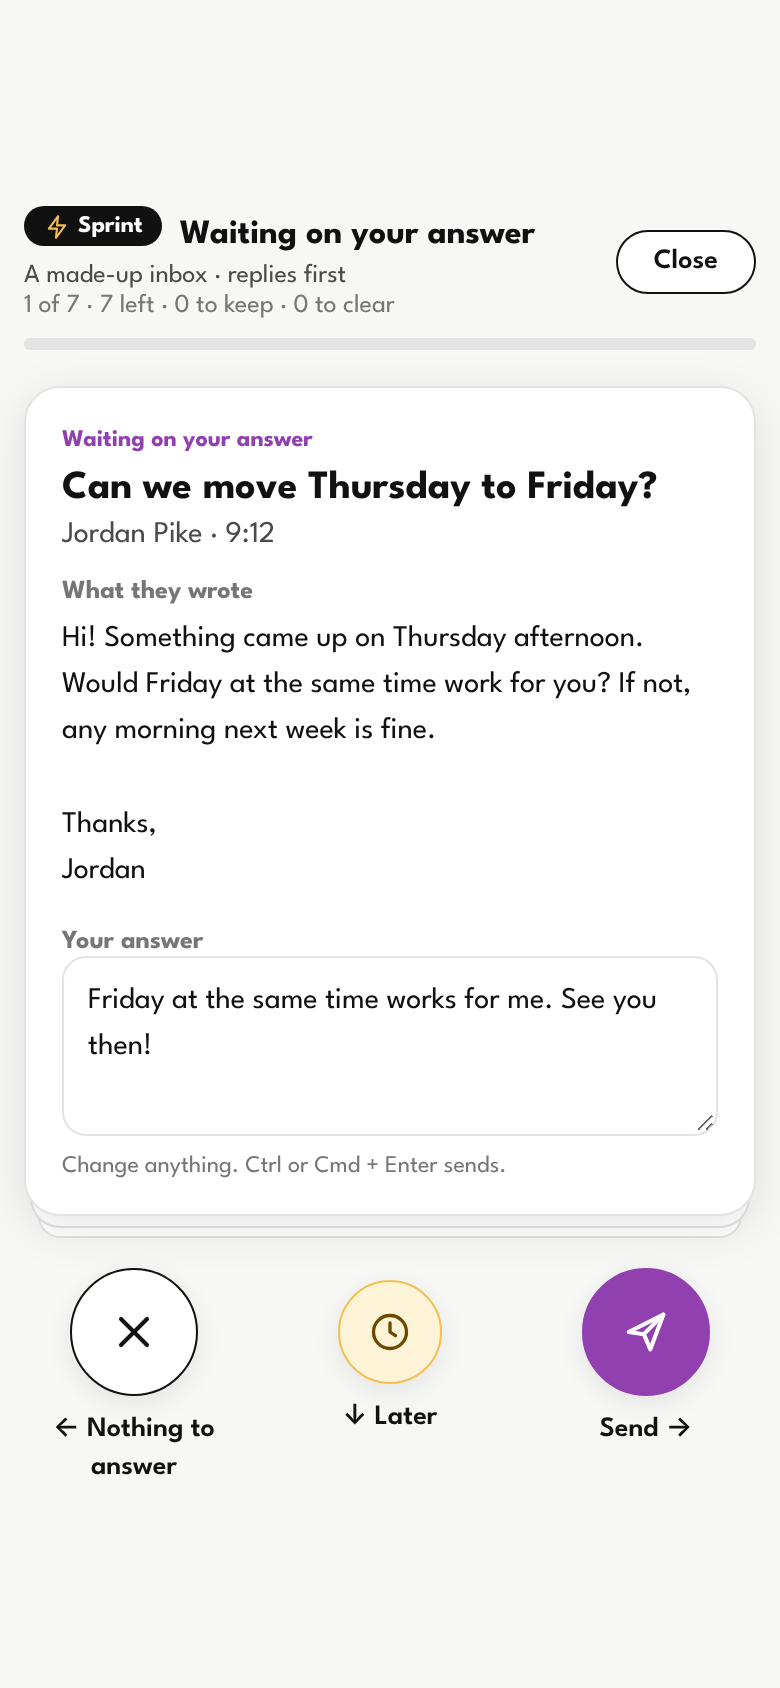 Sprint
Waiting on your answer
Close
A made-up inbox · replies first
1 of 7 · 7 left · 0 to keep · 0 to clear
Waiting on your answer
Can we move Thursday to Friday?
Jordan Pike · 9:12
What they wrote
Hi! Something came up on Thursday afternoon.
Would Friday at the same time work for you? If not,
any morning next week is fine.
Thanks,
Jordan
Your answer
Friday at the same time works for me. See you
then!
Change anything. Ctrl or Cmd + Enter sends.
← Nothing to
answer
↓ Later
Send →